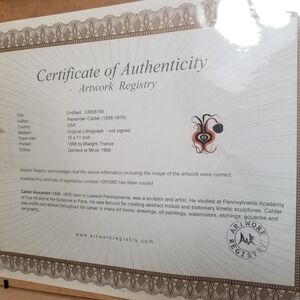 Certificate of Authenticity
Artwork Registry
Title: Untitled DM08156
Author: Alexander Calder (1898-1976)
Country: USA
Medium: Original Lithograph - not signed
Paper size: 15 x 11 inch
Printed: 1966 by Maeght, France
Edition: Derriere le Miroir 1966
Artwork Registry acknowledges that the above information including the image of the artwork were correct,
therefore this certificate of registration number 1001090 has been issued.
Calder Alexander (1898 -1976) born in Lawton Pennsylvania, was a sculptor and artist. He studied at Pennsylvania Academy
of Fine Art and at the Sorbonne in Paris. He was famous for creating abstract mobile and stationary kinetic sculptures. Calder
was prolific and worked throughout his career in many art forms: drawings, oil paintings, watercolors, etchings, gouache and
serigraphy.
www.artworkregistry.com
ARTWORK
REGISTRY